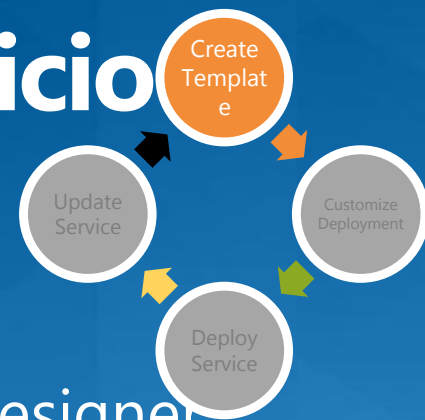 icio
Create
Templat
e
Update
Service
Customize
Deployment
Deploy
Service
esigner